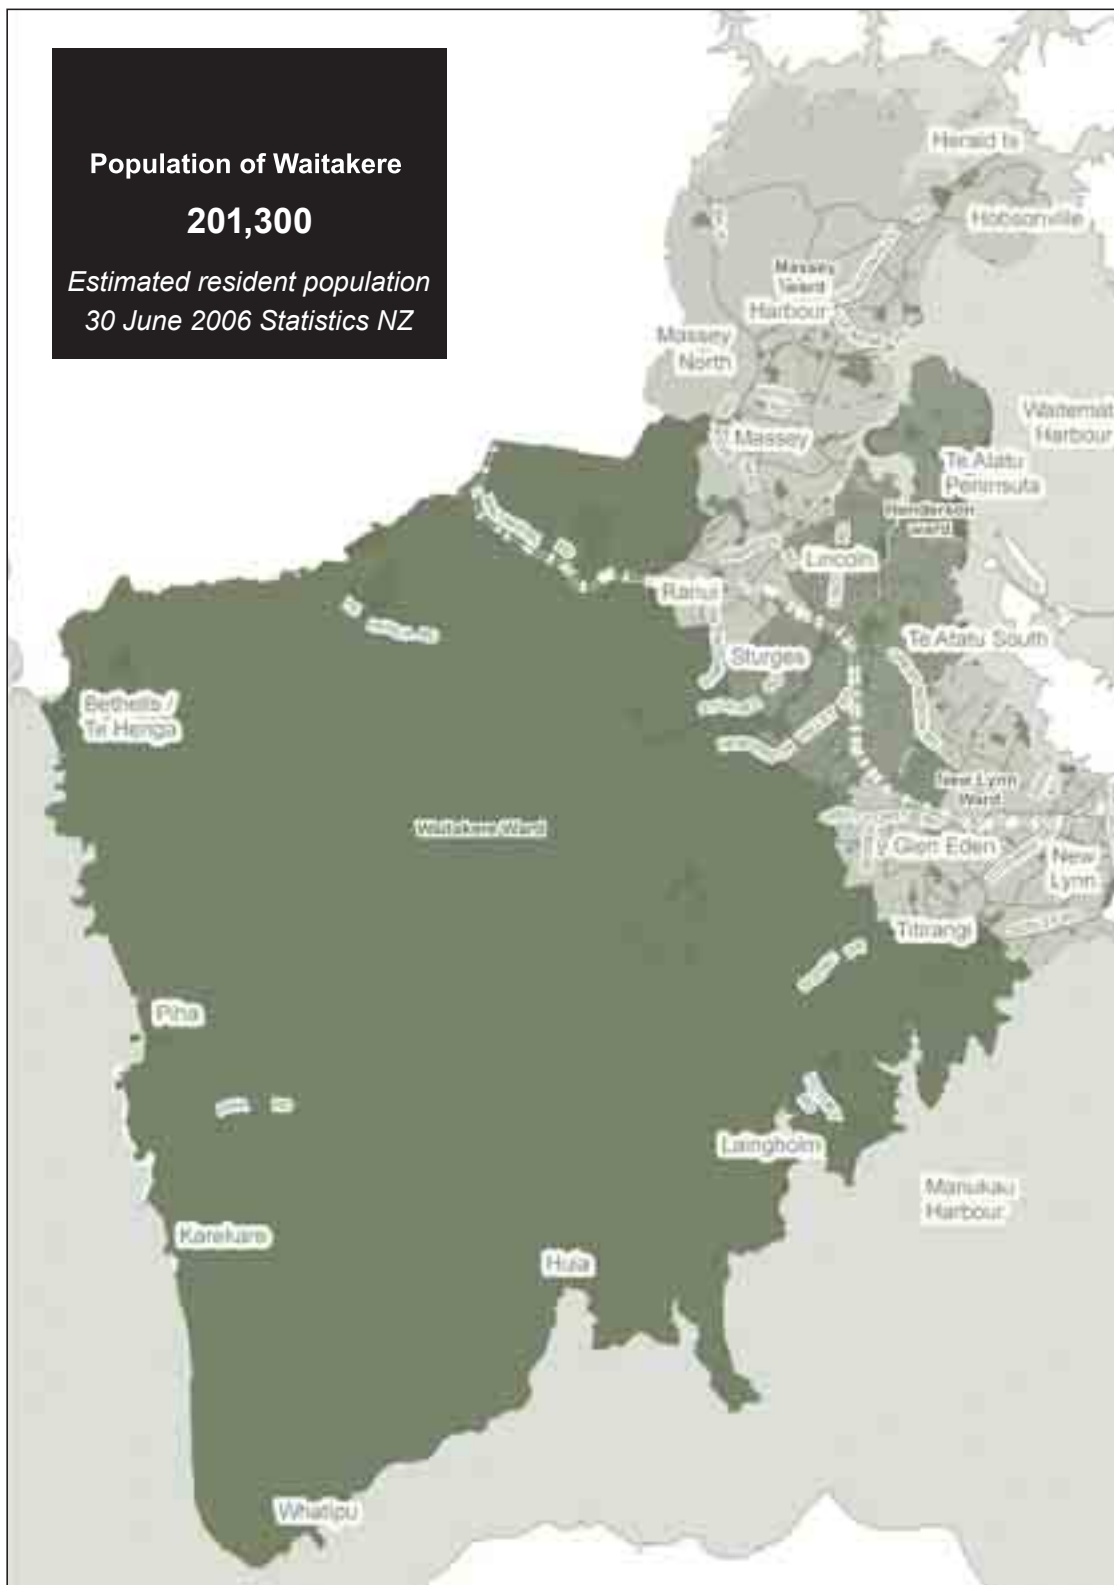 Population of Waitakere
201,300
Estimated resident population
30 June 2006 Statistics NZ
Herald Is
Hobsonville
Massey
Ward
Harbour
Massey
North
Waitemat
Harbour
Massey
Te Atatu
Peninsula
Henderson
Ward
Lincoln
Ranui
Te Atatu South
Sturges
Bethells /
Te Henga
New Lynn
Ward
Waitakere Ward
Glen Eden
New
Lynn
Titirangi
Piha
Laingholm
Manukau
Harbour
Karekare
Huia
Whatipu